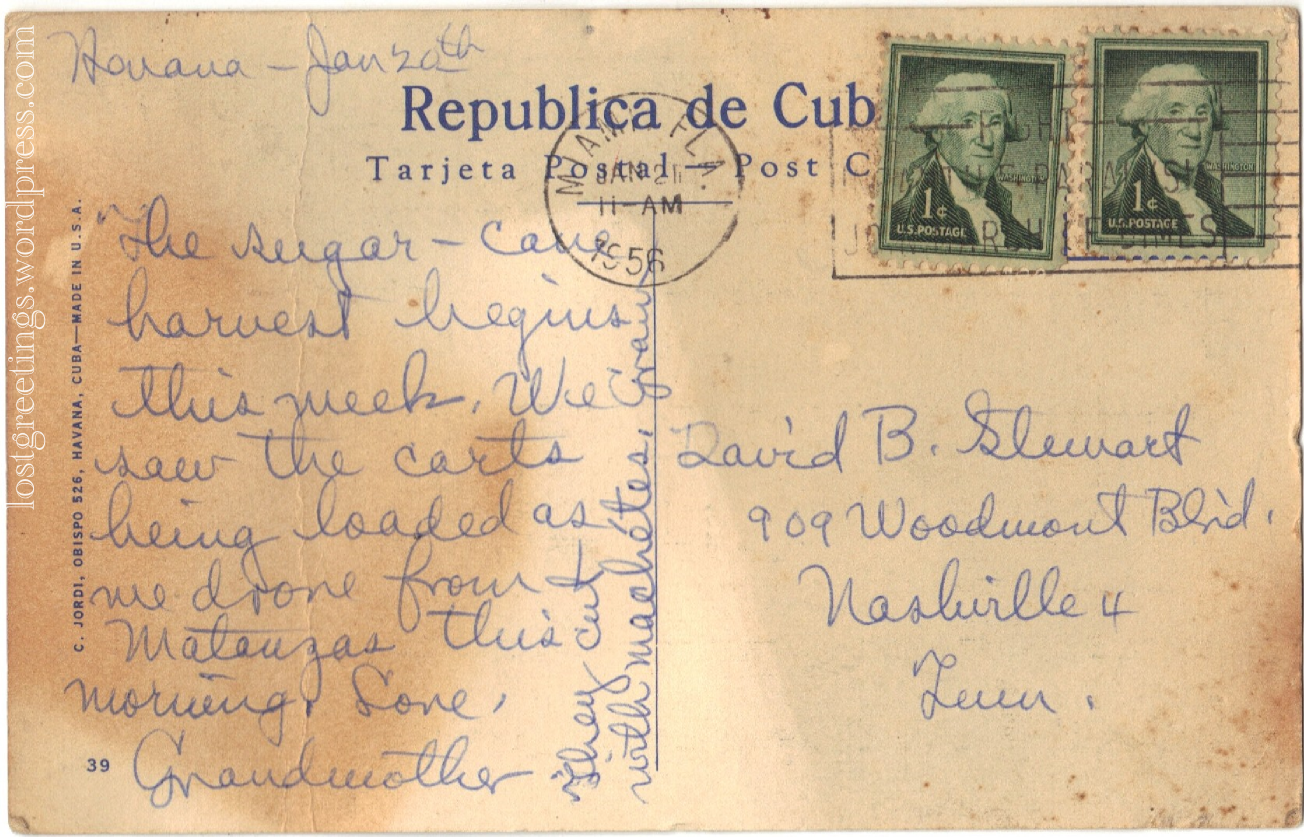 lostgreetings.wordpress.com
Havana - Jan 20th
Republica de Cub
Tarjeta Postal — Post C
MIAMI FLA.
JAN 21
11-AM
1956
1¢
U.S. POSTAGE
WASHINGTON
1¢
U.S. POSTAGE
WASHINGTON
The sugar-cane
harvest begins
this week. We
saw the carts
being loaded as
we drove from
Matanzas this
morning. Love,
Grandmother
They cut
with machetes. Gran
David B. Stewart
909 Woodmont Blvd.
Nashville 4
Tenn.
C. JORDI, OBISPO 526, HAVANA, CUBA—MADE IN U.S.A.
39